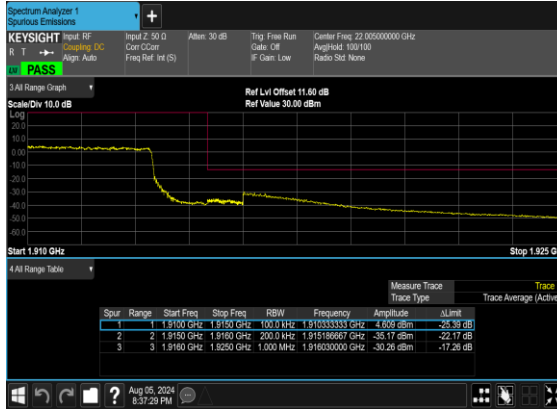 Spectrum Analyzer 1
Spurious Emissions
+
KEYSIGHT Input: RF Input Z: 50 Ω Atten: 30 dB Trig: Free Run Center Freq: 22.005000000 GHz
R T Coupling: DC Corr CCorr Gate: Off Avg|Hold: 100/100
Align: Auto Freq Ref: Int (S) IF Gain: Low Radio Std: None
PASS
3 All Range Graph
Ref Lvl Offset 11.60 dB
Scale/Div 10.0 dB Ref Value 30.00 dBm
Log
20.0
10.0
0.00
-10.0
-20.0
-30.0
-40.0
-50.0
-60.0
Start 1.910 GHz Stop 1.925 G
4 All Range Table
Measure Trace Trace
Trace Type Trace Average (Active
Spur Range Start Freq Stop Freq RBW Frequency Amplitude ΔLimit
1 1 1.9100 GHz 1.9150 GHz 100.0 kHz 1.910333333 GHz 4.609 dBm -25.39 dB
2 2 1.9150 GHz 1.9160 GHz 200.0 kHz 1.915186667 GHz -35.17 dBm -22.17 dB
3 3 1.9160 GHz 1.9250 GHz 1.000 MHz 1.916030000 GHz -30.26 dBm -17.26 dB
?
Aug 05, 2024
8:37:29 PM